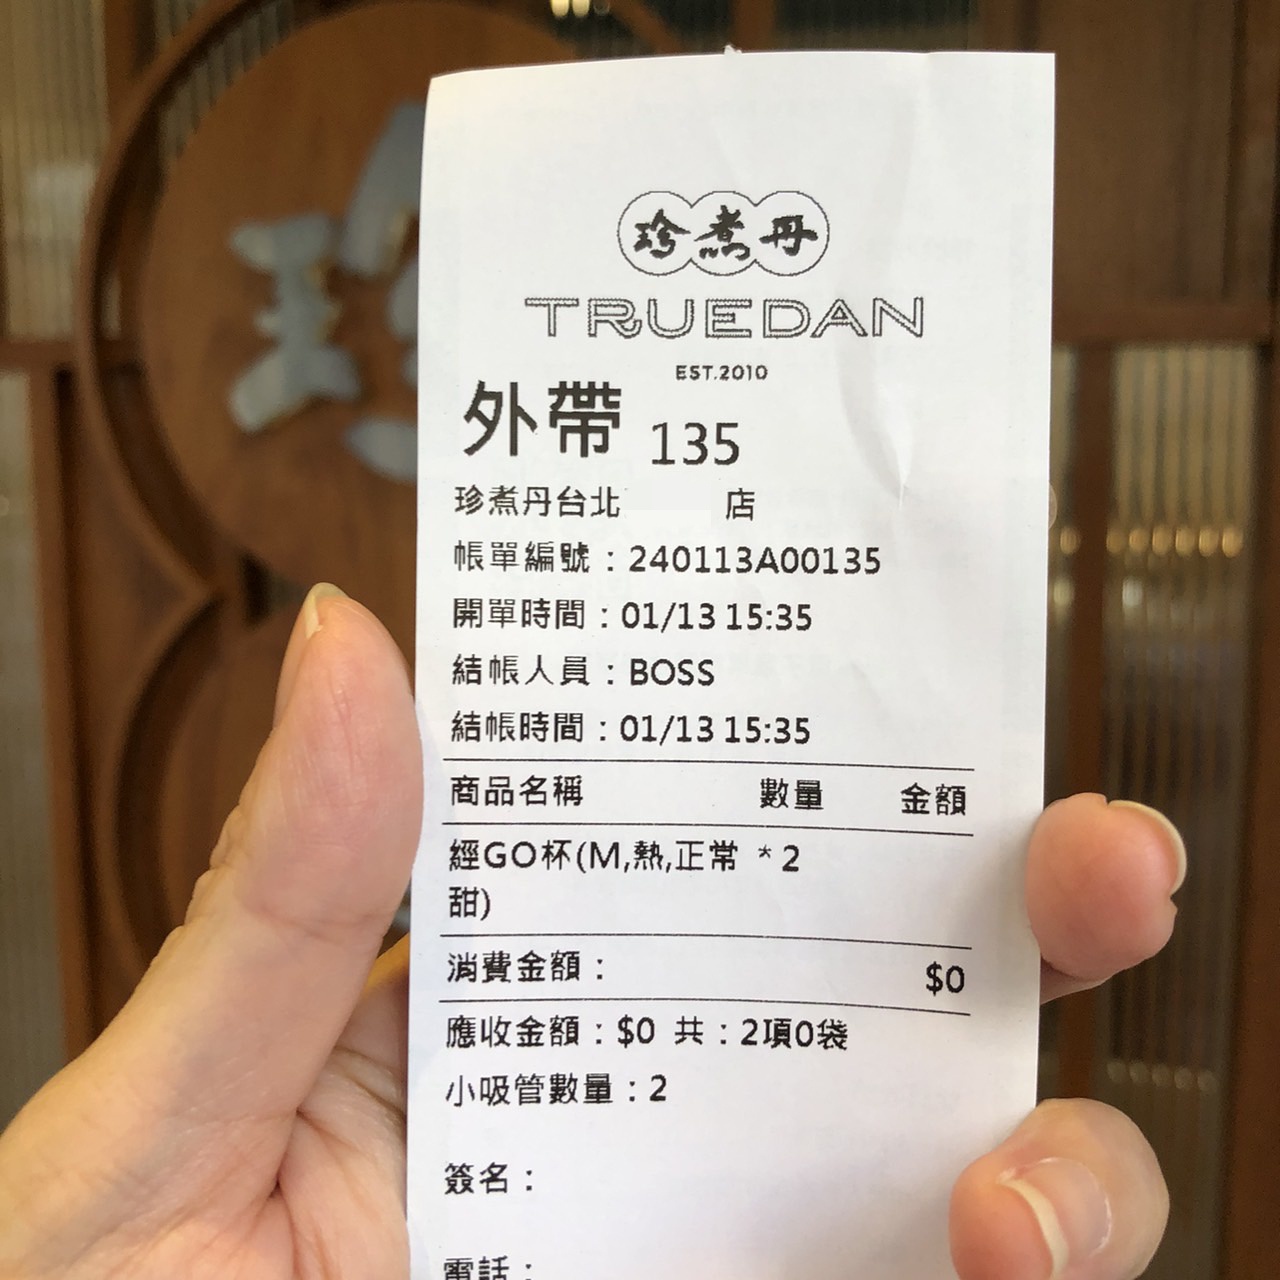 珍煮丹
TRUEDAN
EST.2010
外帶 135
珍煮丹台北 店
帳單編號：240113A00135
開單時間：01/13 15:35
結帳人員：BOSS
結帳時間：01/13 15:35
商品名稱 數量 金額
經GO杯(M,熱,正常 * 2
甜)
消費金額： $0
應收金額：$0 共：2項0袋
小吸管數量：2
簽名：
電話：